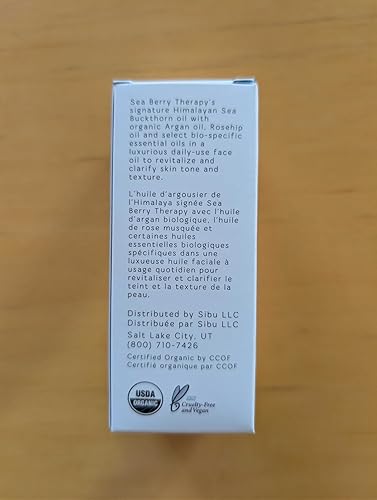 Sea Berry Therapy's
signature Himalayan Sea
Buckthorn oil with
organic Argan oil, Rosehip
oil and select bio-specific
essential oils in a
luxurious daily-use face
oil to revitalize and
clarify skin tone and
texture.
L'huile d'argousier de
l'Himalaya signée Sea
Berry Therapy avec l'huile
d'argan biologique, l'huile
de rose musquée et
certaines huiles
essentielles biologiques
spécifiques dans une
luxueuse huile faciale à
usage quotidien pour
revitaliser et clarifier le
teint et la texture de la
peau.
Distributed by Sibu LLC
Distribuée par Sibu LLC
Salt Lake City, UT
(800) 710-7426
Certified Organic by CCOF
Certifié organique par CCOF
USDA
ORGANIC
Cruelty-Free
and Vegan